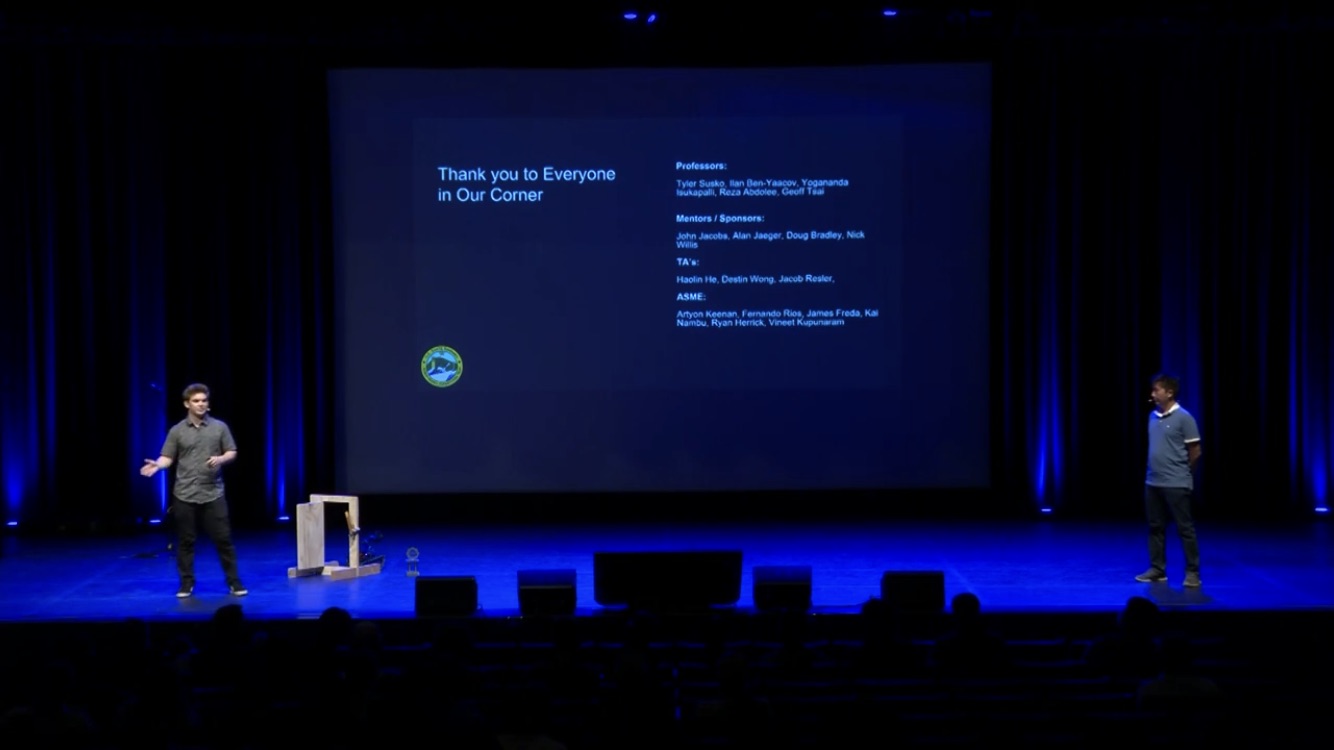 Thank you to Everyone
in Our Corner
Professors:
Tyler Susko, Ilan Ben-Yaacov, Yogananda
Isukapalli, Reza Abdolee, Geoff Tsai
Mentors / Sponsors:
John Jacobs, Alan Jaeger, Doug Bradley, Nick
Willis
TA's:
Haolin He, Destin Wong, Jacob Resler,
ASME:
Artyon Keenan, Fernando Rios, James Freda, Kai
Nambu, Ryan Herrick, Vineet Kupunaram